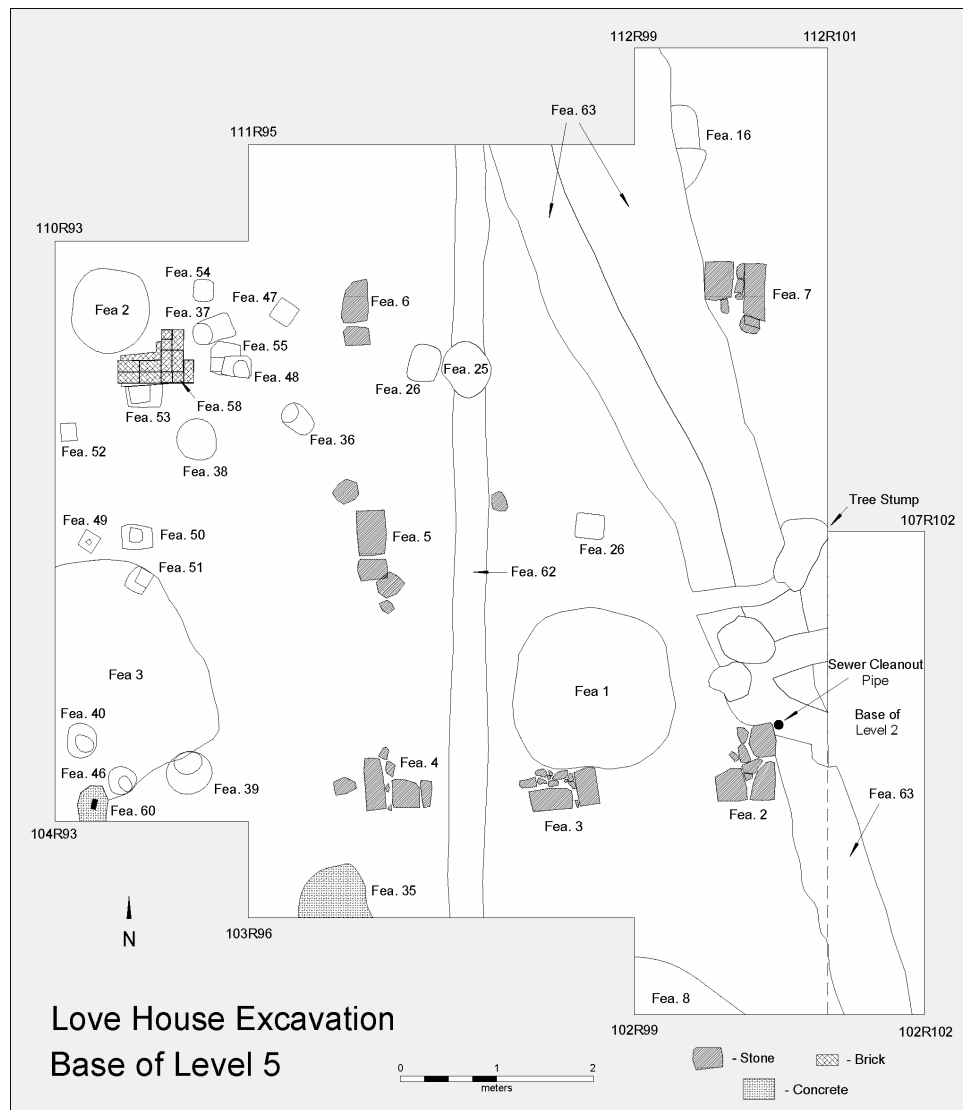 112R99
112R101
Fea. 63
Fea. 16
111R95
110R93
Fea. 54
Fea. 47
Fea 2
Fea. 37
Fea. 6
Fea. 7
Fea. 55
Fea. 48
Fea. 26
Fea. 25
Fea. 58
Fea. 53
Fea. 52
Fea. 36
Fea. 38
Tree Stump
107R102
Fea. 49
Fea. 50
Fea. 5
Fea. 26
Fea. 51
Fea. 62
Fea 3
Fea 1
Sewer Cleanout
Pipe
Fea. 40
Base of
Level 2
Fea. 46
Fea. 39
Fea. 4
Fea. 63
Fea. 60
Fea. 3
Fea. 2
104R93
Fea. 35
N
103R96
Fea. 8
Love House Excavation
Base of Level 5
102R99
102R102
0 1 2
meters
- Stone
- Brick
- Concrete